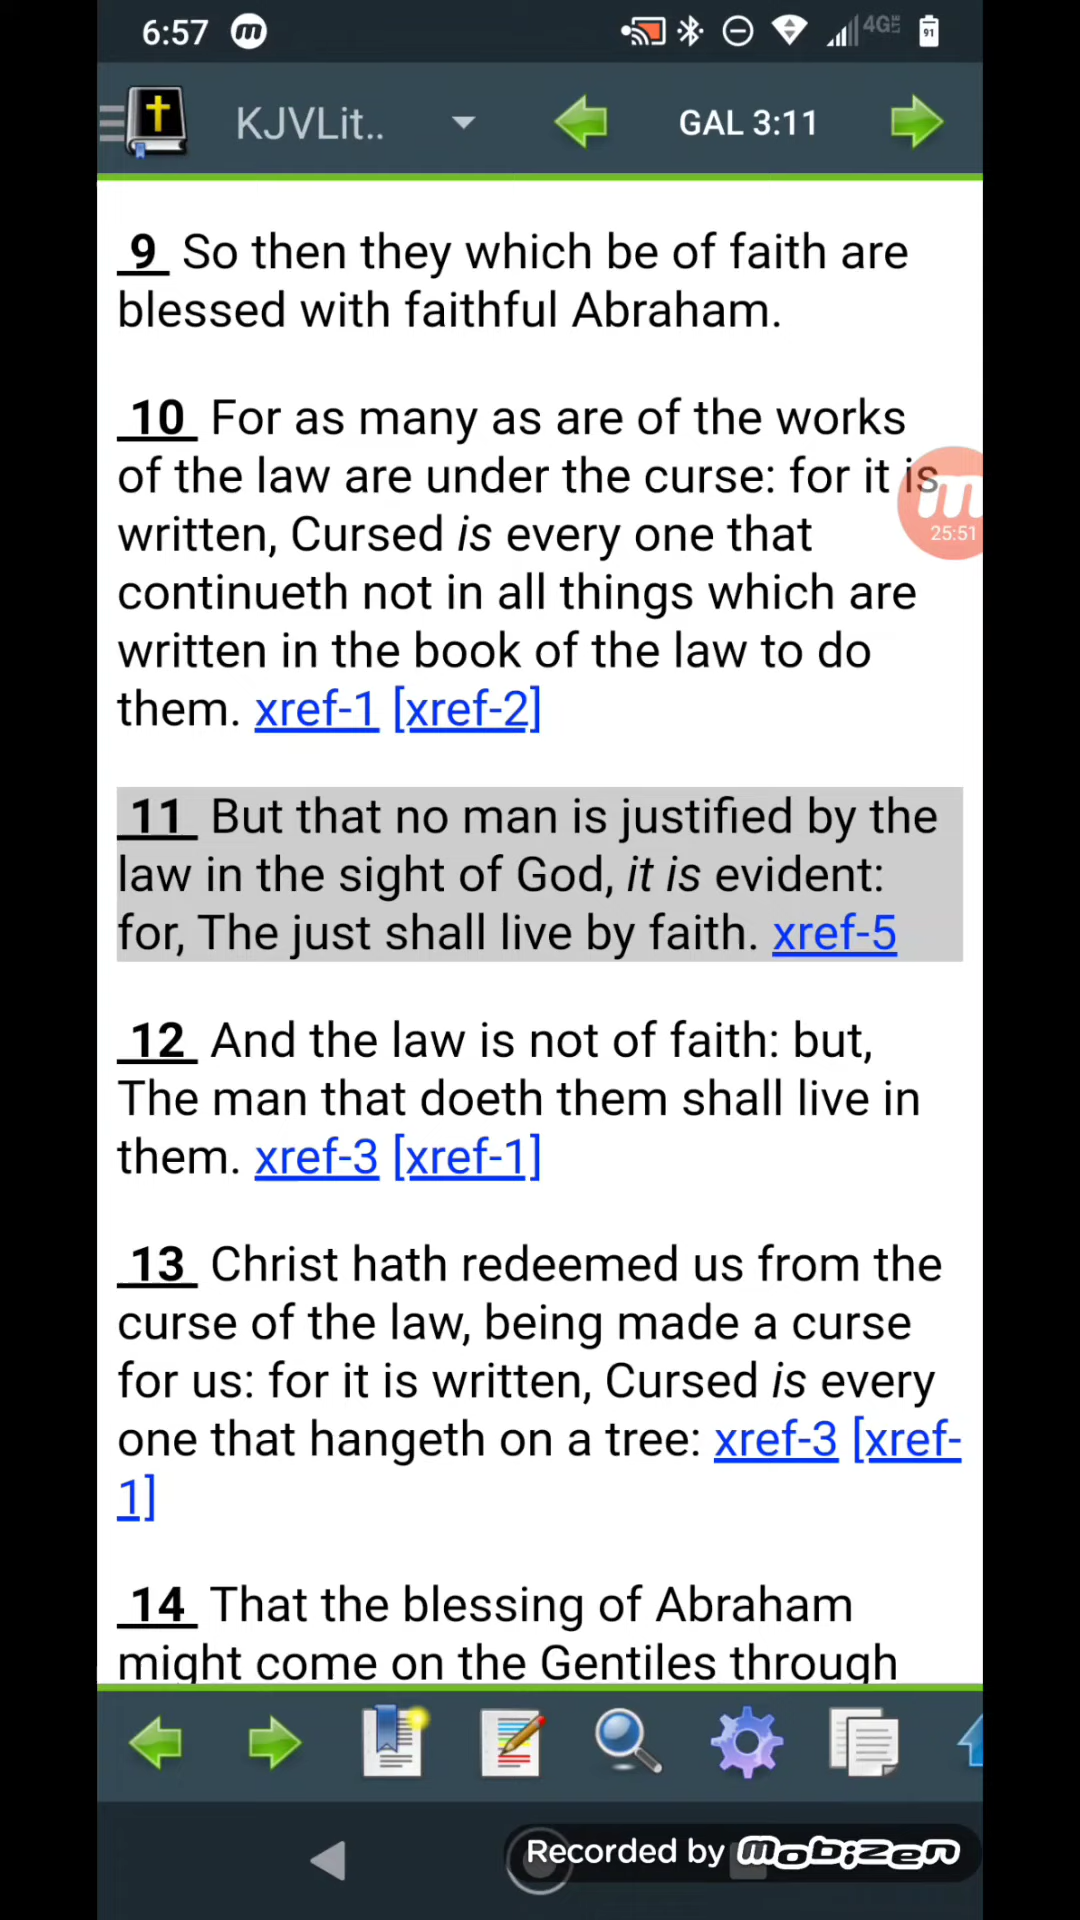 6:57 m 4G LTE 91
KJVLit.. GAL 3:11
9 So then they which be of faith are
blessed with faithful Abraham.
10 For as many as are of the works
of the law are under the curse: for it is
written, Cursed is every one that
continueth not in all things which are
written in the book of the law to do
them. xref-1 [xref-2]
m
25:51
11 But that no man is justified by the
law in the sight of God, it is evident:
for, The just shall live by faith. xref-5
12 And the law is not of faith: but,
The man that doeth them shall live in
them. xref-3 [xref-1]
13 Christ hath redeemed us from the
curse of the law, being made a curse
for us: for it is written, Cursed is every
one that hangeth on a tree: xref-3 [xref-
1]
14 That the blessing of Abraham
might come on the Gentiles through
Recorded by mobizen